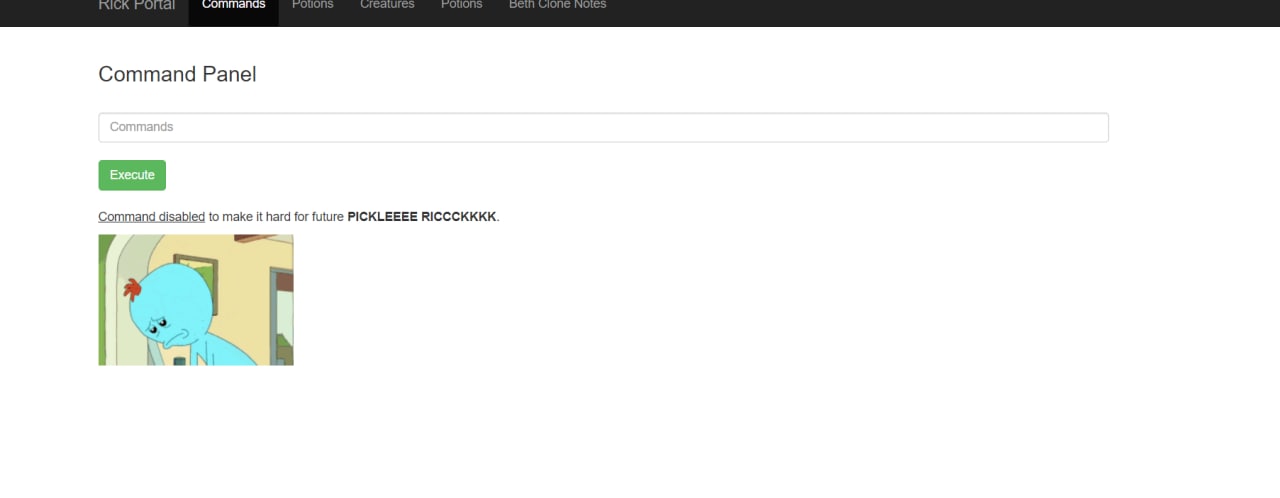 Rick Portal Commands Potions Creatures Potions Beth Clone Notes
Command Panel
Commands
Execute
Command disabled to make it hard for future PICKLEEEE RICCCKKKK.